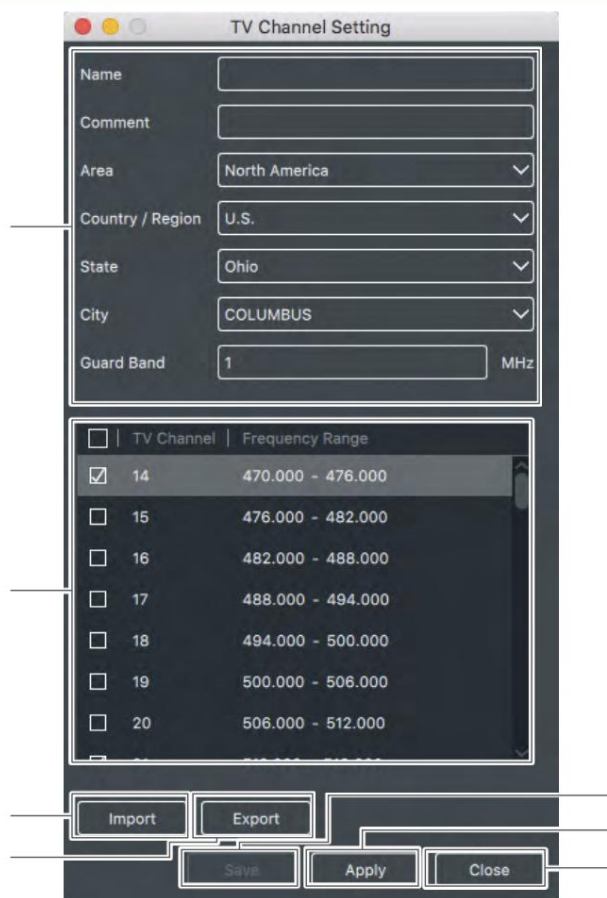 TV Channel Setting
Name
Comment
Area North America
Country / Region U.S.
State Ohio
City COLUMBUS
Guard Band 1 MHz
TV Channel Frequency Range
14 470.000 - 476.000
15 476.000 - 482.000
16 482.000 - 488.000
17 488.000 - 494.000
18 494.000 - 500.000
19 500.000 - 506.000
20 506.000 - 512.000
Import Export
Save Apply Close